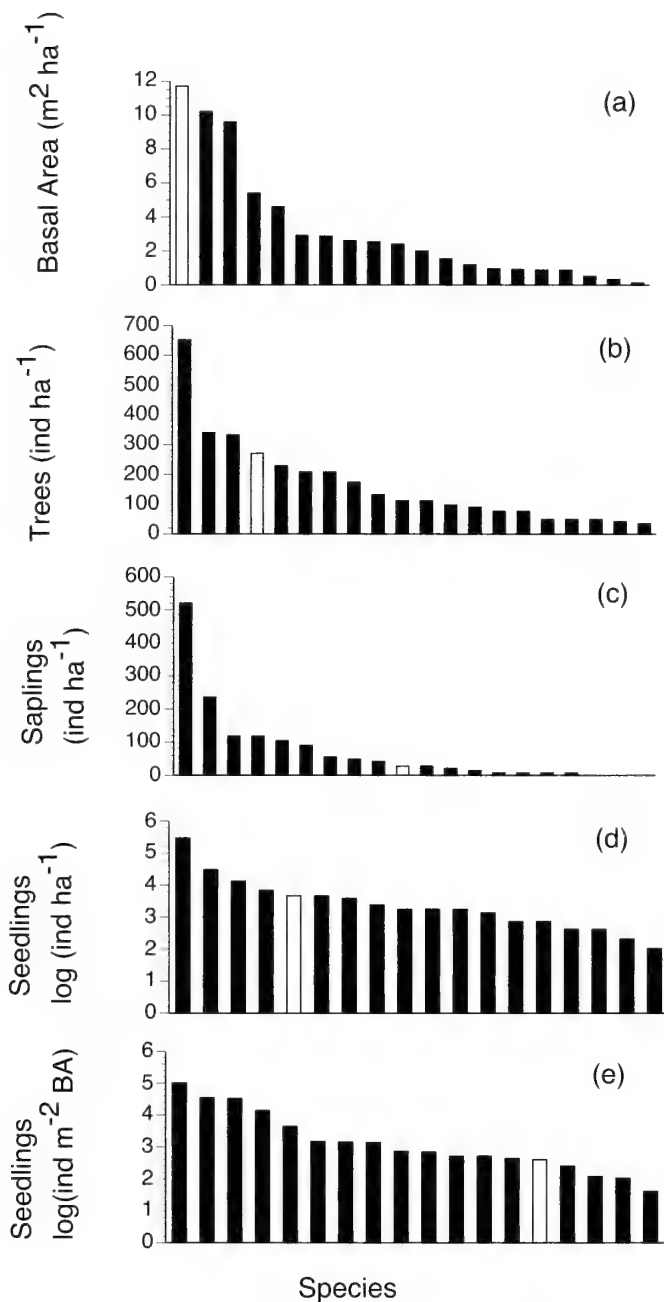 Basal Area (m² ha⁻¹)
12
10
8
6
4
2
0
(a)
Trees (ind ha⁻¹)
700
600
500
400
300
200
100
0
(b)
Saplings
(ind ha⁻¹)
600
500
400
300
200
100
0
(c)
Seedlings
log (ind ha⁻¹)
6
5
4
3
2
1
0
(d)
Seedlings
log(ind m⁻² BA)
6
5
4
3
2
1
0
(e)
Species